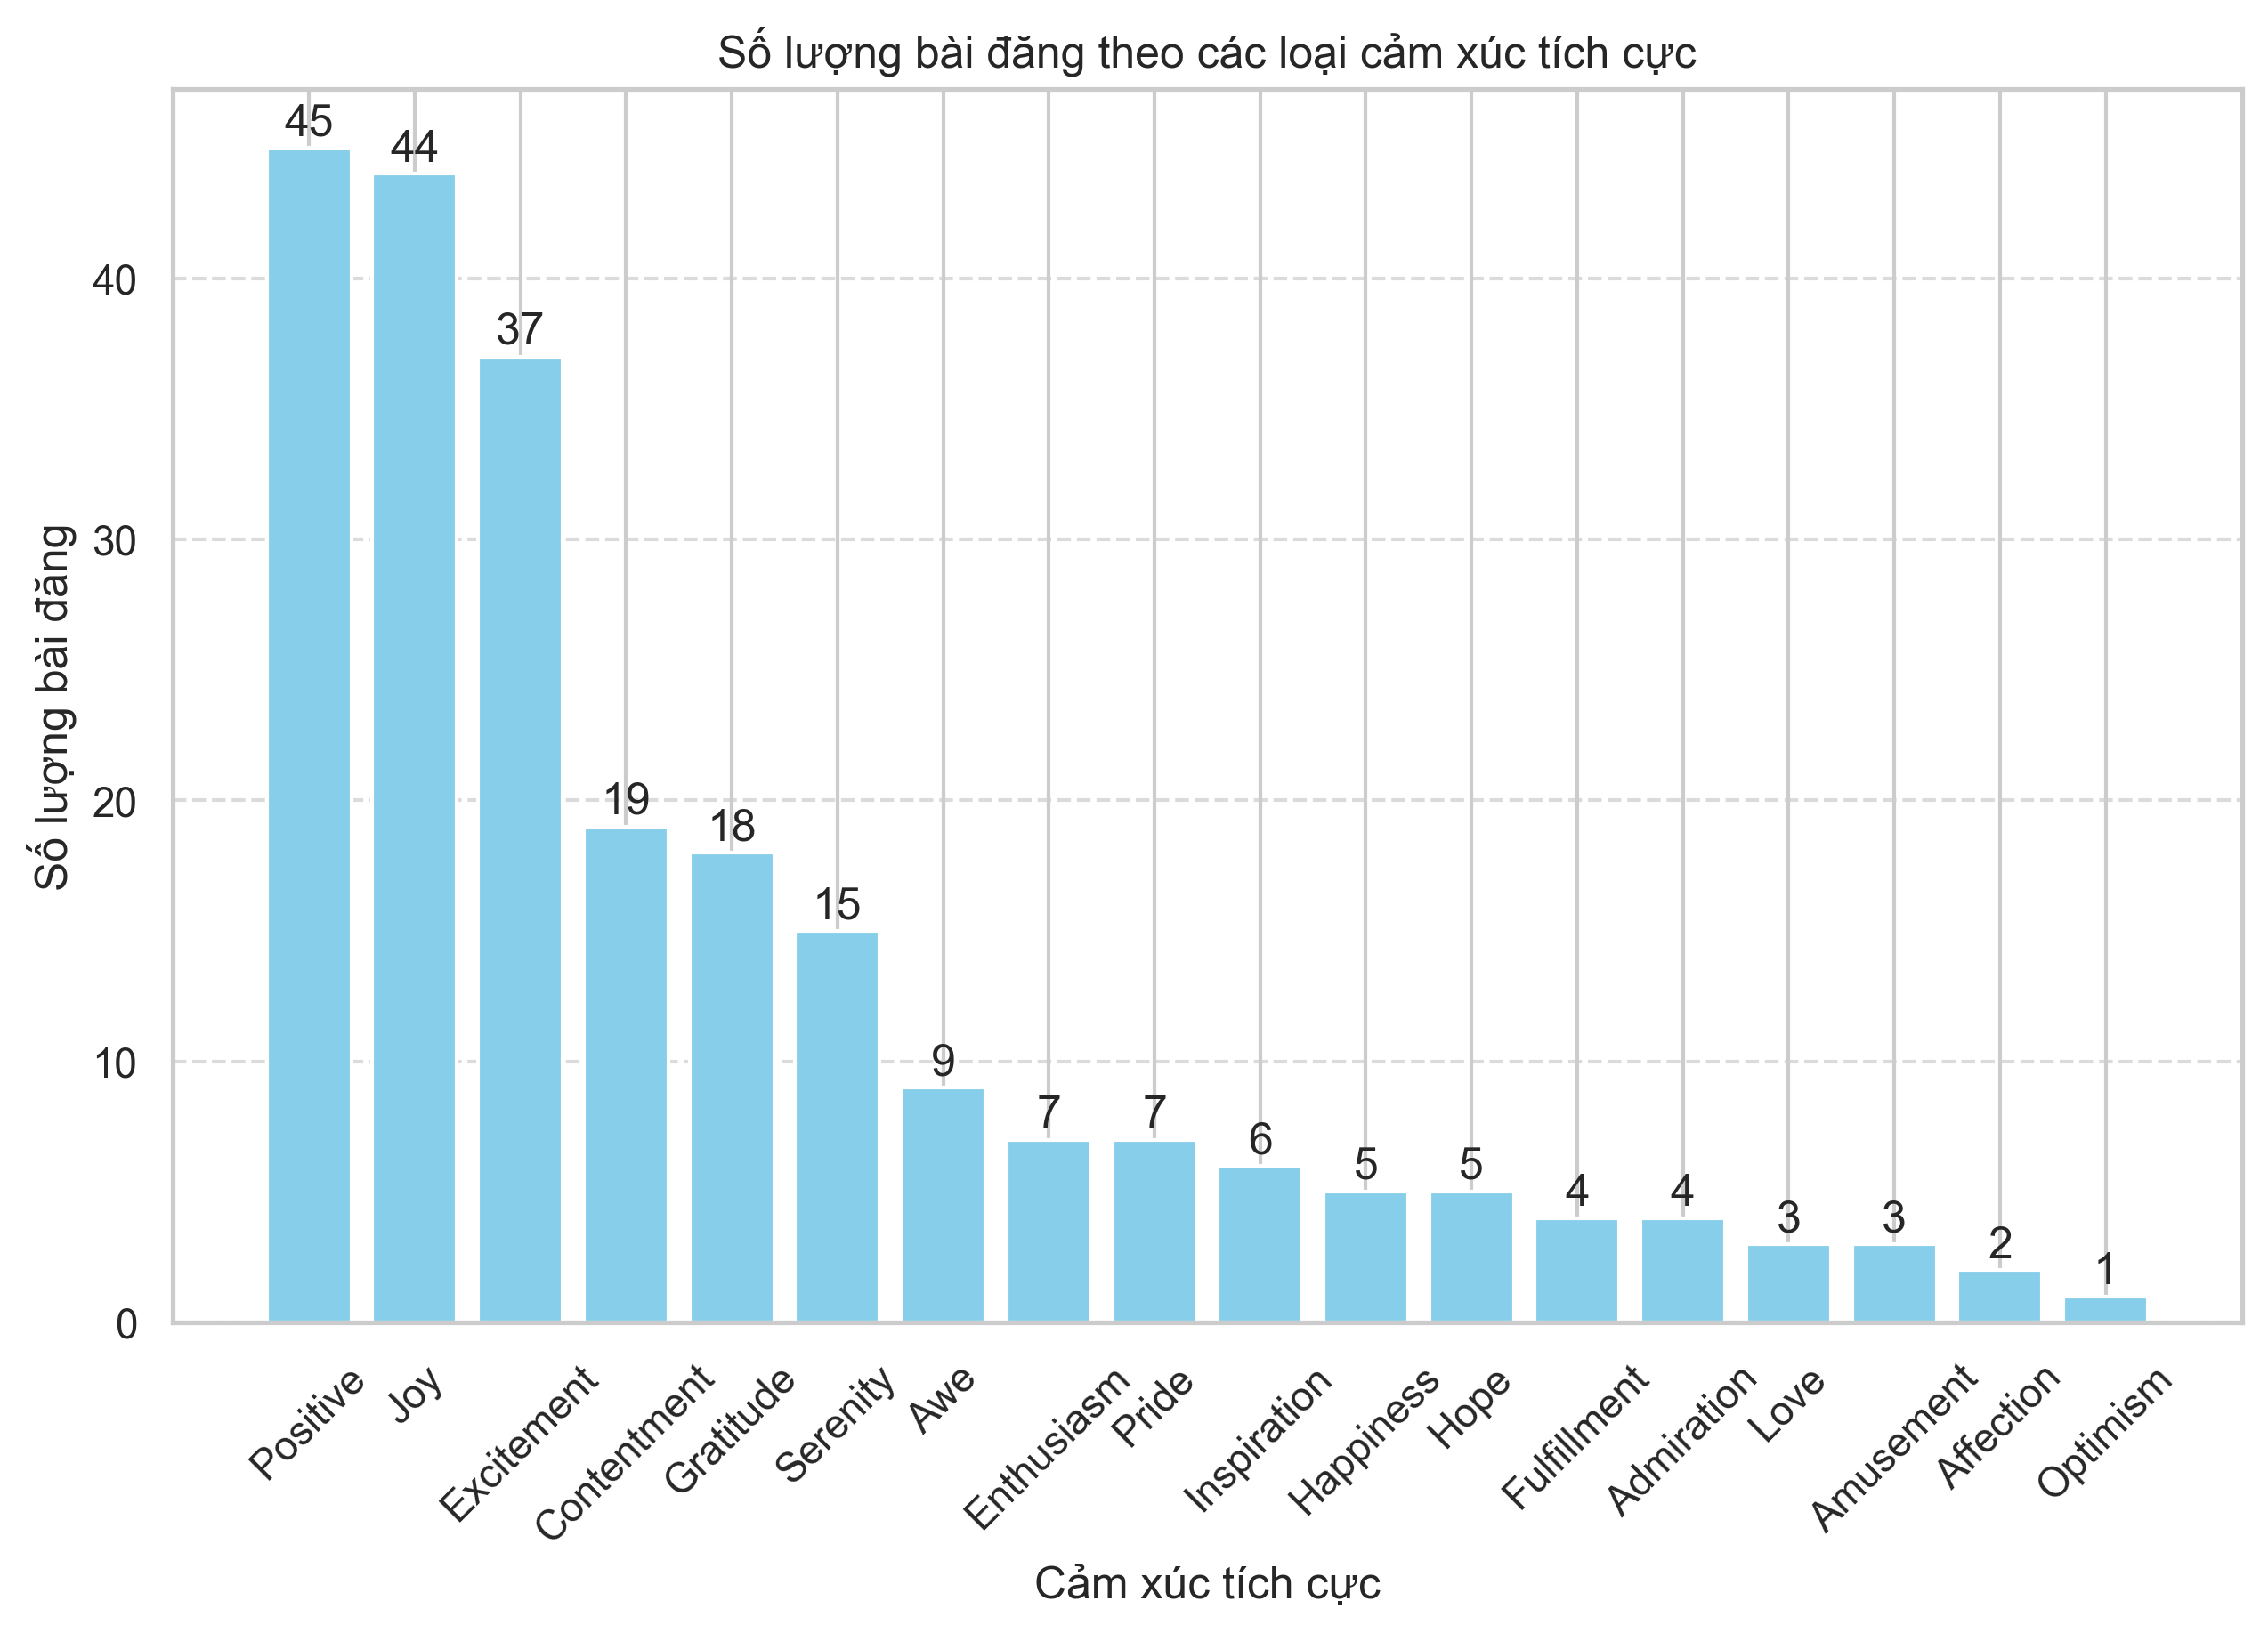 Số lượng bài đăng theo các loại cảm xúc tích cực
Số lượng bài đăng
40
30
20
10
0
45
44
37
19
18
15
9
7
7
6
5
5
4
4
3
3
2
1
Positive
Joy
Excitement
Contentment
Gratitude
Serenity
Awe
Enthusiasm
Pride
Inspiration
Happiness
Hope
Fulfillment
Admiration
Love
Amusement
Affection
Optimism
Cảm xúc tích cực